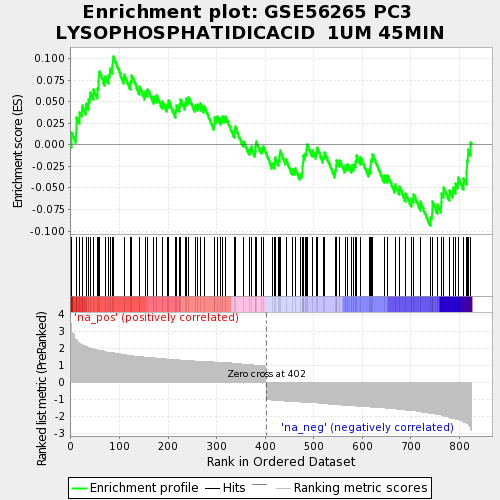 Enrichment plot: GSE56265 PC3
LYSOPHOSPHATIDIC ACID  1UM 45MIN
Enrichment score (ES)
0.100
0.075
0.050
0.025
0.000
-0.025
-0.050
-0.075
-0.100
'na_pos' (positively correlated)
Ranked list metric (PreRanked)
4
3
2
1
0
-1
-2
-3
Zero cross at 402
'na_neg' (negatively correlated)
0 100 200 300 400 500 600 700 800
Rank in Ordered Dataset
Enrichment profile Hits Ranking metric scores